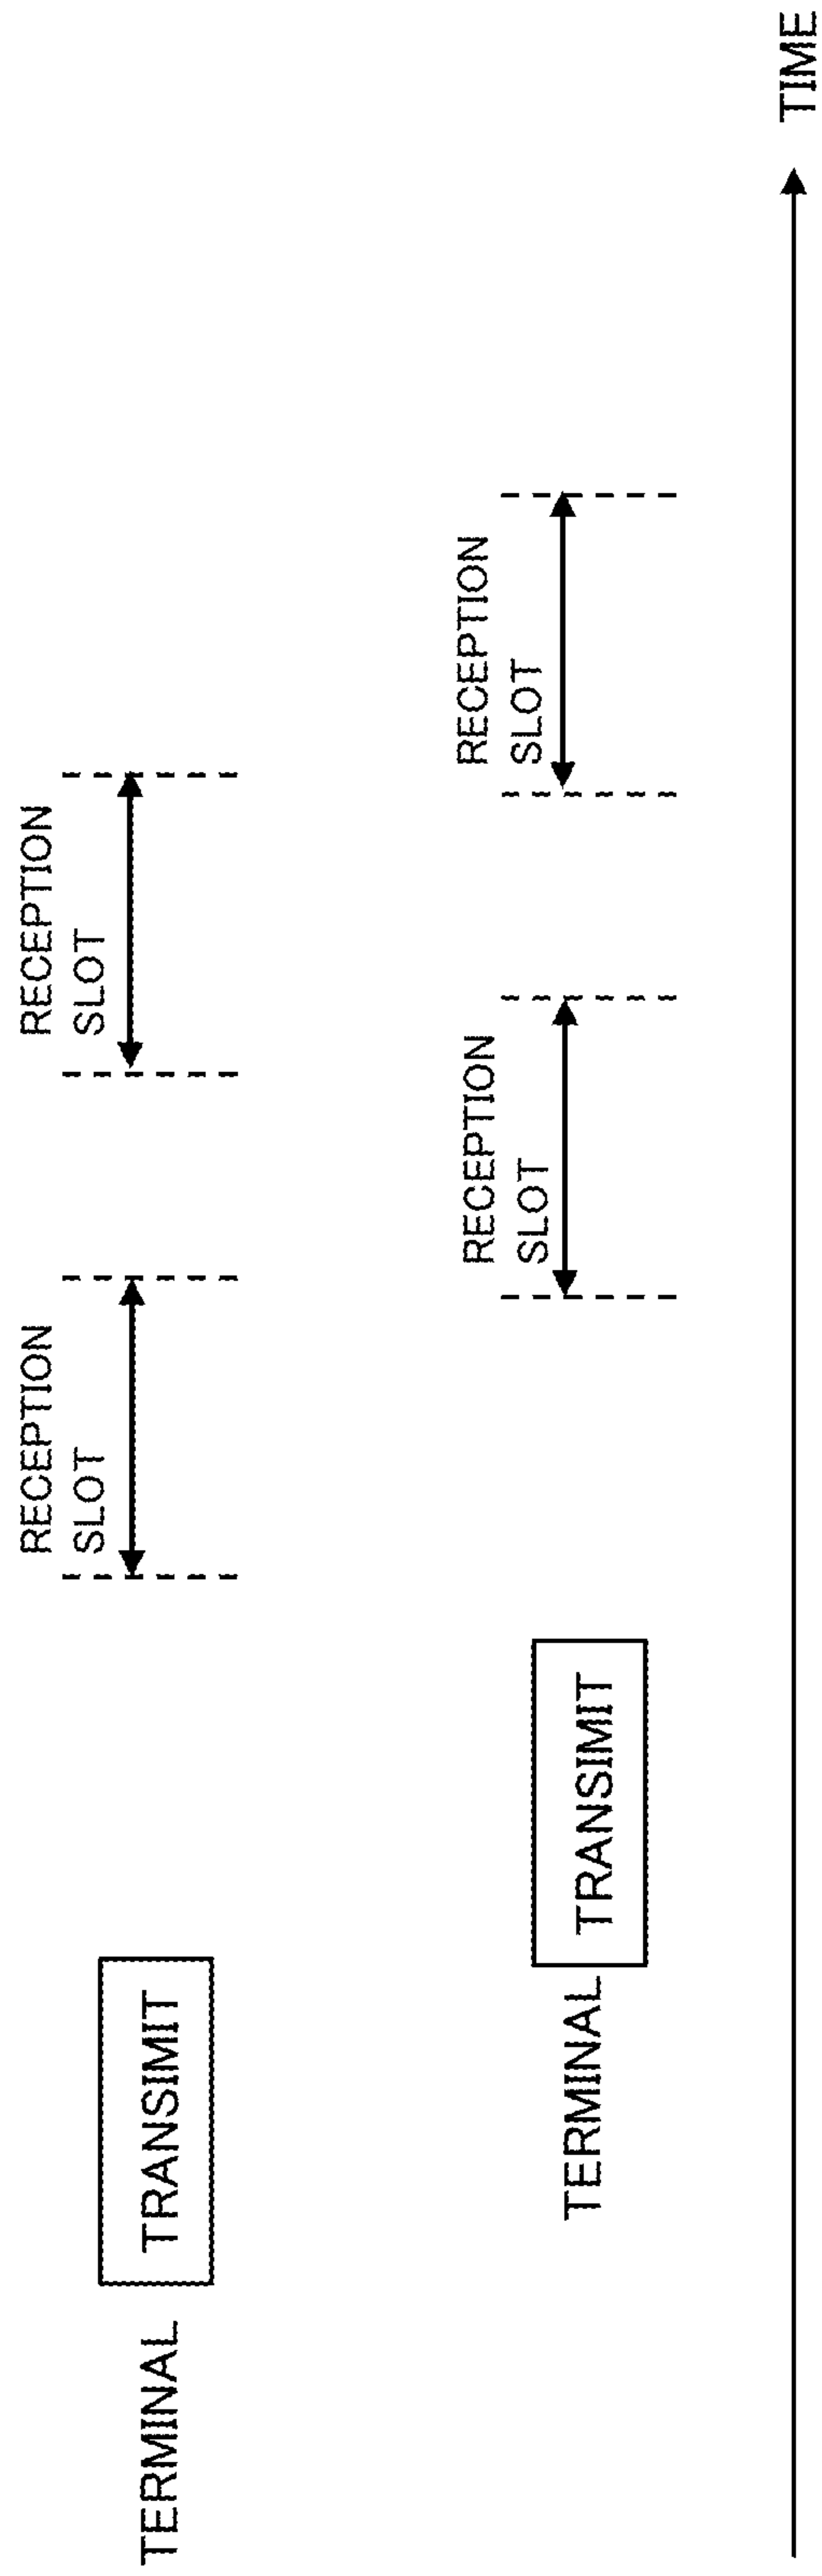 TERMINAL
TRANSIMIT
RECEPTION
SLOT
RECEPTION
SLOT
TERMINAL
TRANSIMIT
RECEPTION
SLOT
RECEPTION
SLOT
TIME